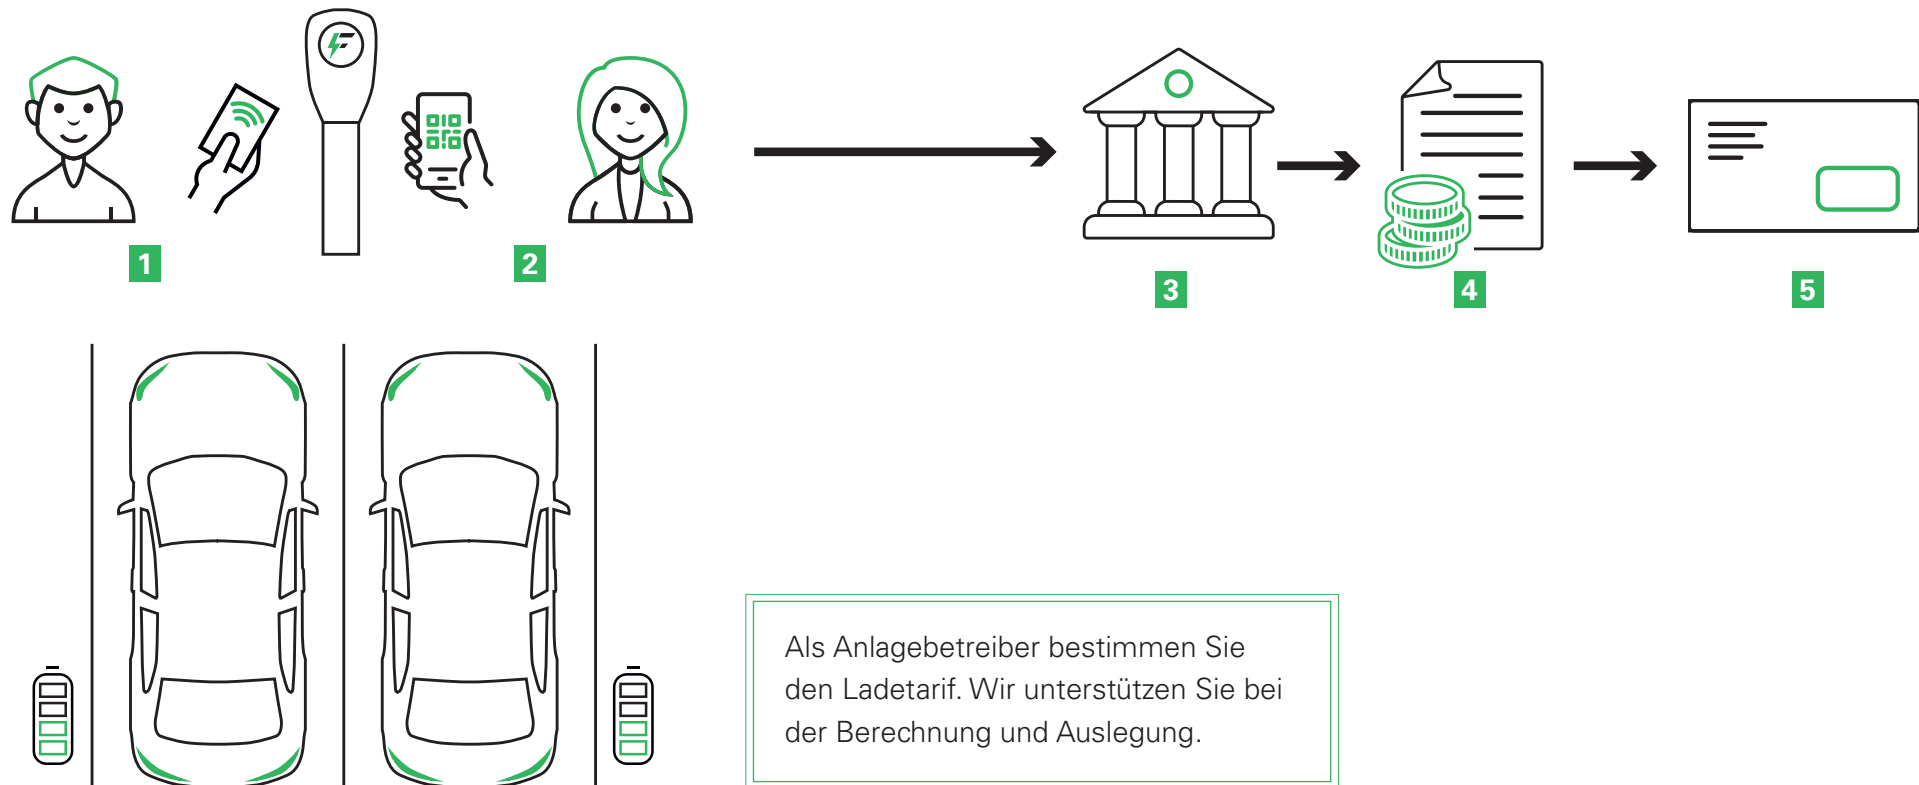 1
2
3
4
5
Als Anlagebetreiber bestimmen Sie
den Ladetarif. Wir unterstützen Sie bei
der Berechnung und Auslegung.